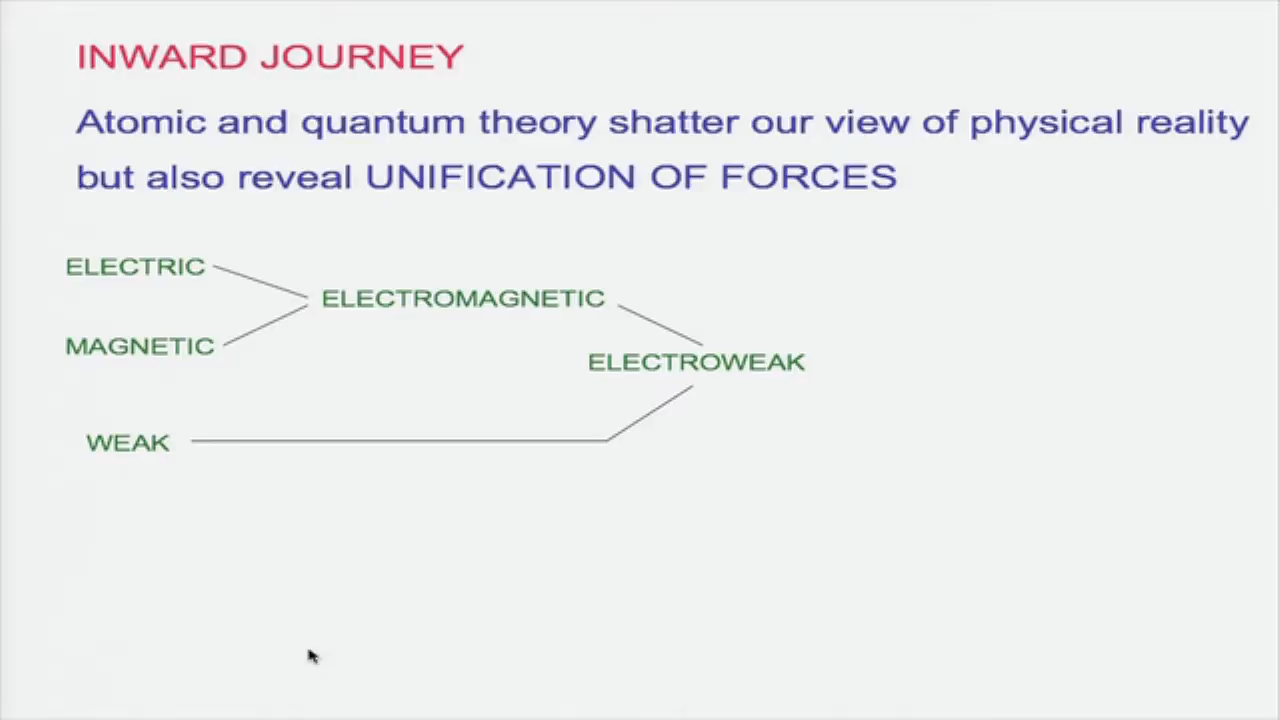 INWARD JOURNEY
Atomic and quantum theory shatter our view of physical reality
but also reveal UNIFICATION OF FORCES
ELECTRIC
ELECTROMAGNETIC
MAGNETIC
ELECTROWEAK
WEAK